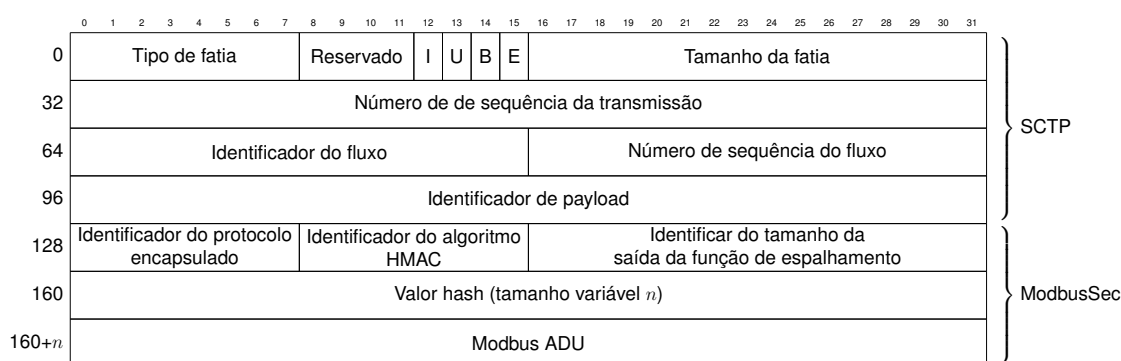 0 1 2 3 4 5 6 7 8 9 10 11 12 13 14 15 16 17 18 19 20 21 22 23 24 25 26 27 28 29 30 31
0 Tipo de fatia Reservado I U B E Tamanho da fatia
32 Número de de sequência da transmissão
SCTP
64 Identificador do fluxo Número de sequência do fluxo
96 Identificador de payload
128 Identificador do protocolo encapsulado Identificador do algoritmo HMAC Identificar do tamanho da saída da função de espalhamento
160 Valor hash (tamanho variável n)
ModbusSec
160+n Modbus ADU